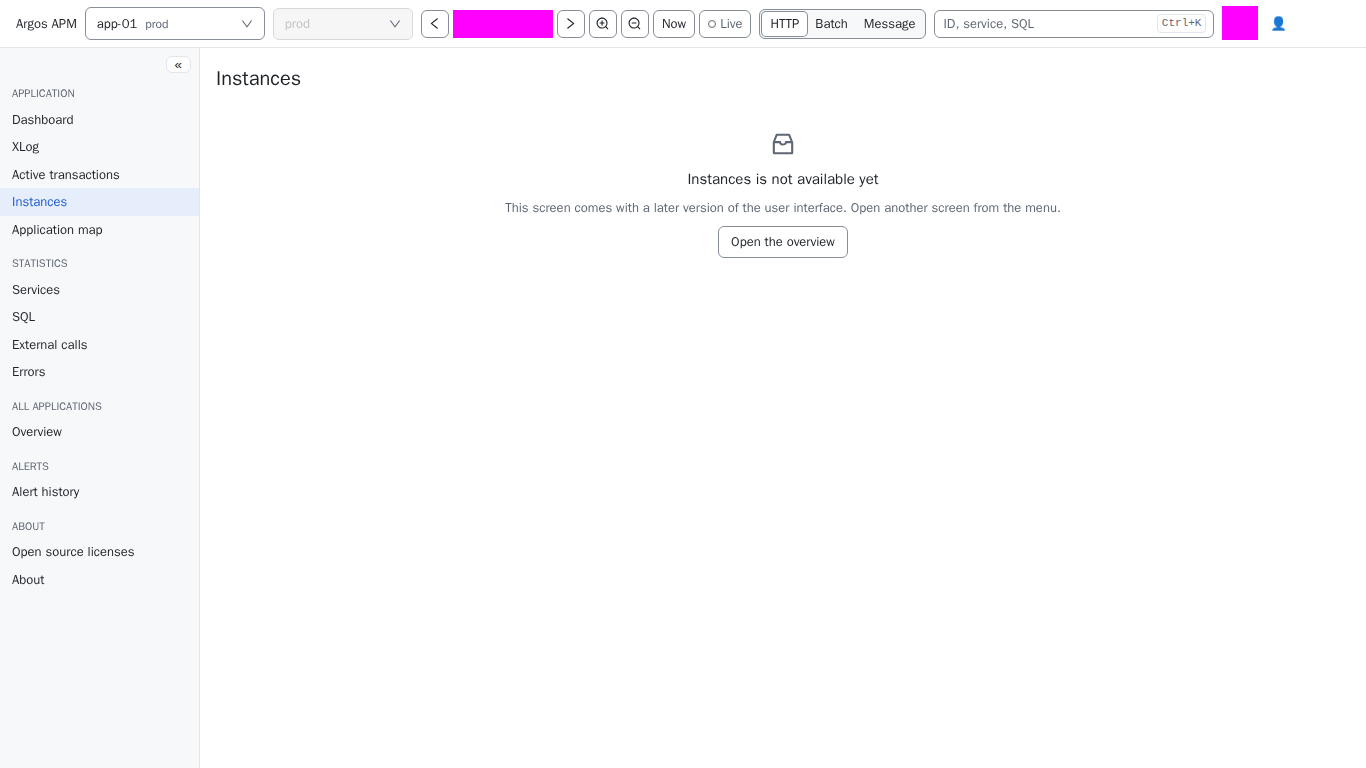 Argos APM
app-01 prod
prod
Now
Live
HTTP
Batch
Message
ID, service, SQL
Ctrl+K
«
APPLICATION
Dashboard
XLog
Active transactions
Instances
Application map
STATISTICS
Services
SQL
External calls
Errors
ALL APPLICATIONS
Overview
ALERTS
Alert history
ABOUT
Open source licenses
About
Instances
Instances is not available yet
This screen comes with a later version of the user interface. Open another screen from the menu.
Open the overview